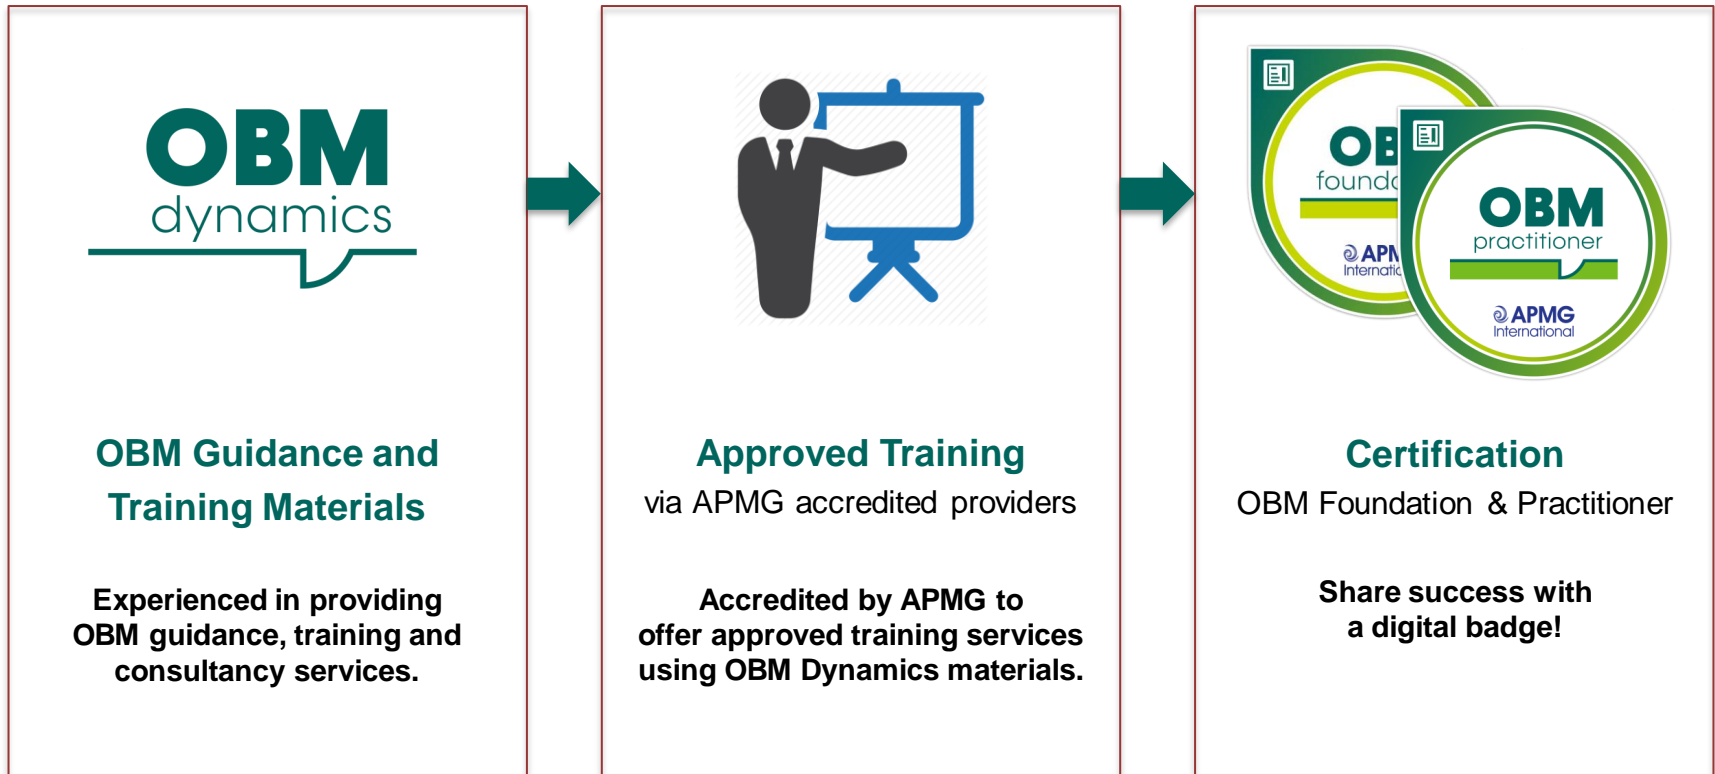 OBM
dynamics
OBM Guidance and
Training Materials
Experienced in providing
OBM guidance, training and
consultancy services.
Approved Training
via APMG accredited providers
Accredited by APMG to
offer approved training services
using OBM Dynamics materials.
OBM
practitioner
APMG
International
Certification
OBM Foundation & Practitioner
Share success with
a digital badge!